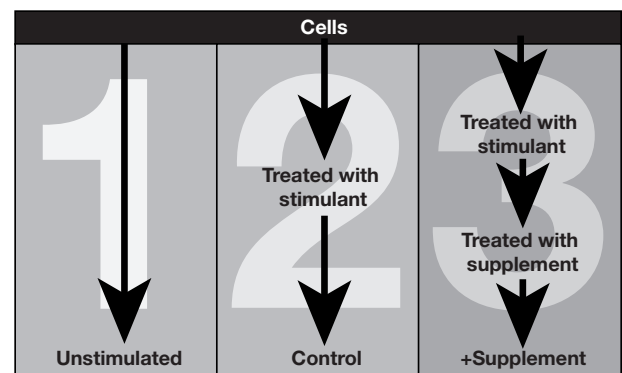 Cells
1
Unstimulated
2
Treated with
stimulant
Control
3
Treated with
stimulant
Treated with
supplement
+Supplement